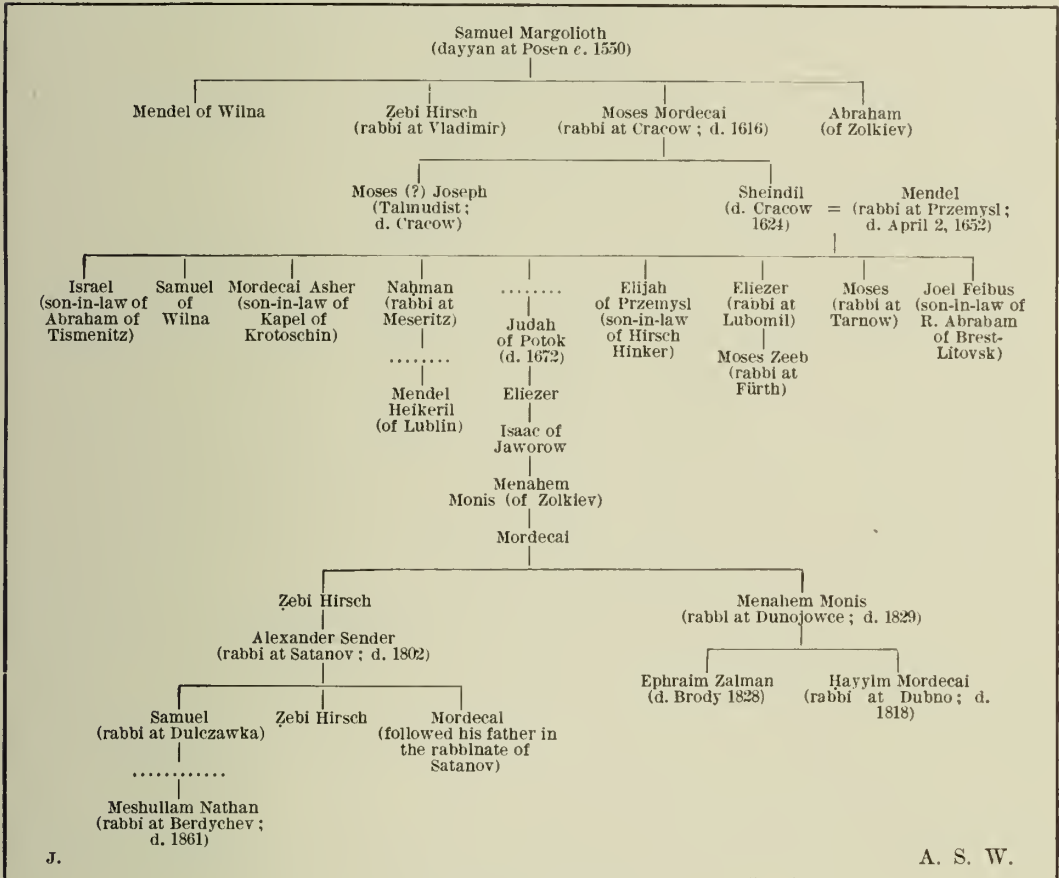 Samuel Margolioth
(dayyan at Posen c. 1550)
Mendel of Wilna
Ẓebi Hirsch
(rabbi at Vladimir)
Moses Mordecai
(rabbi at Cracow; d. 1616)
Abraham
(of Zolkiev)
Moses (?) Joseph
(Talmudist;
d. Cracow)
Sheindil
(d. Cracow
1624)
=
Mendel
(rabbi at Przemysl;
d. April 2, 1652)
Israel
(son-in-law of
Abraham of
Tismenitz)
Samuel
of
Wilna
Mordecai Asher
(son-in-law of
Kapel of
Krotoschin)
Naḥman
(rabbi at
Meseritz)
........
Mendel
Heikeril
(of Lublin)
........
Judah
of Potok
(d. 1672)
Eliezer
Isaac of
Jaworow
Menahem
Monis (of Zolkiev)
Mordecai
Elijah
of Przemysl
(son-in-law
of Hirsch
Hinker)
Eliezer
(rabbi at
Lubomil)
Moses Zeeb
(rabbi at
Fürth)
Moses
(rabbi at
Tarnow)
Joel Feibus
(son-in-law of
R. Abraham
of Brest-
Litovsk)
Ẓebi Hirsch
Alexander Sender
(rabbi at Satanov; d. 1802)
Samuel
(rabbi at Dulczawka)
............
Meshullam Nathan
(rabbi at Berdychev;
d. 1861)
Ẓebi Hirsch
Mordecai
(followed his father in
the rabbinate of
Satanov)
Menahem Monis
(rabbi at Dunojowce; d. 1829)
Ephraim Zalman
(d. Brody 1828)
Ḥayyim Mordecai
(rabbi at Dubno; d.
1818)
J.
A. S. W.